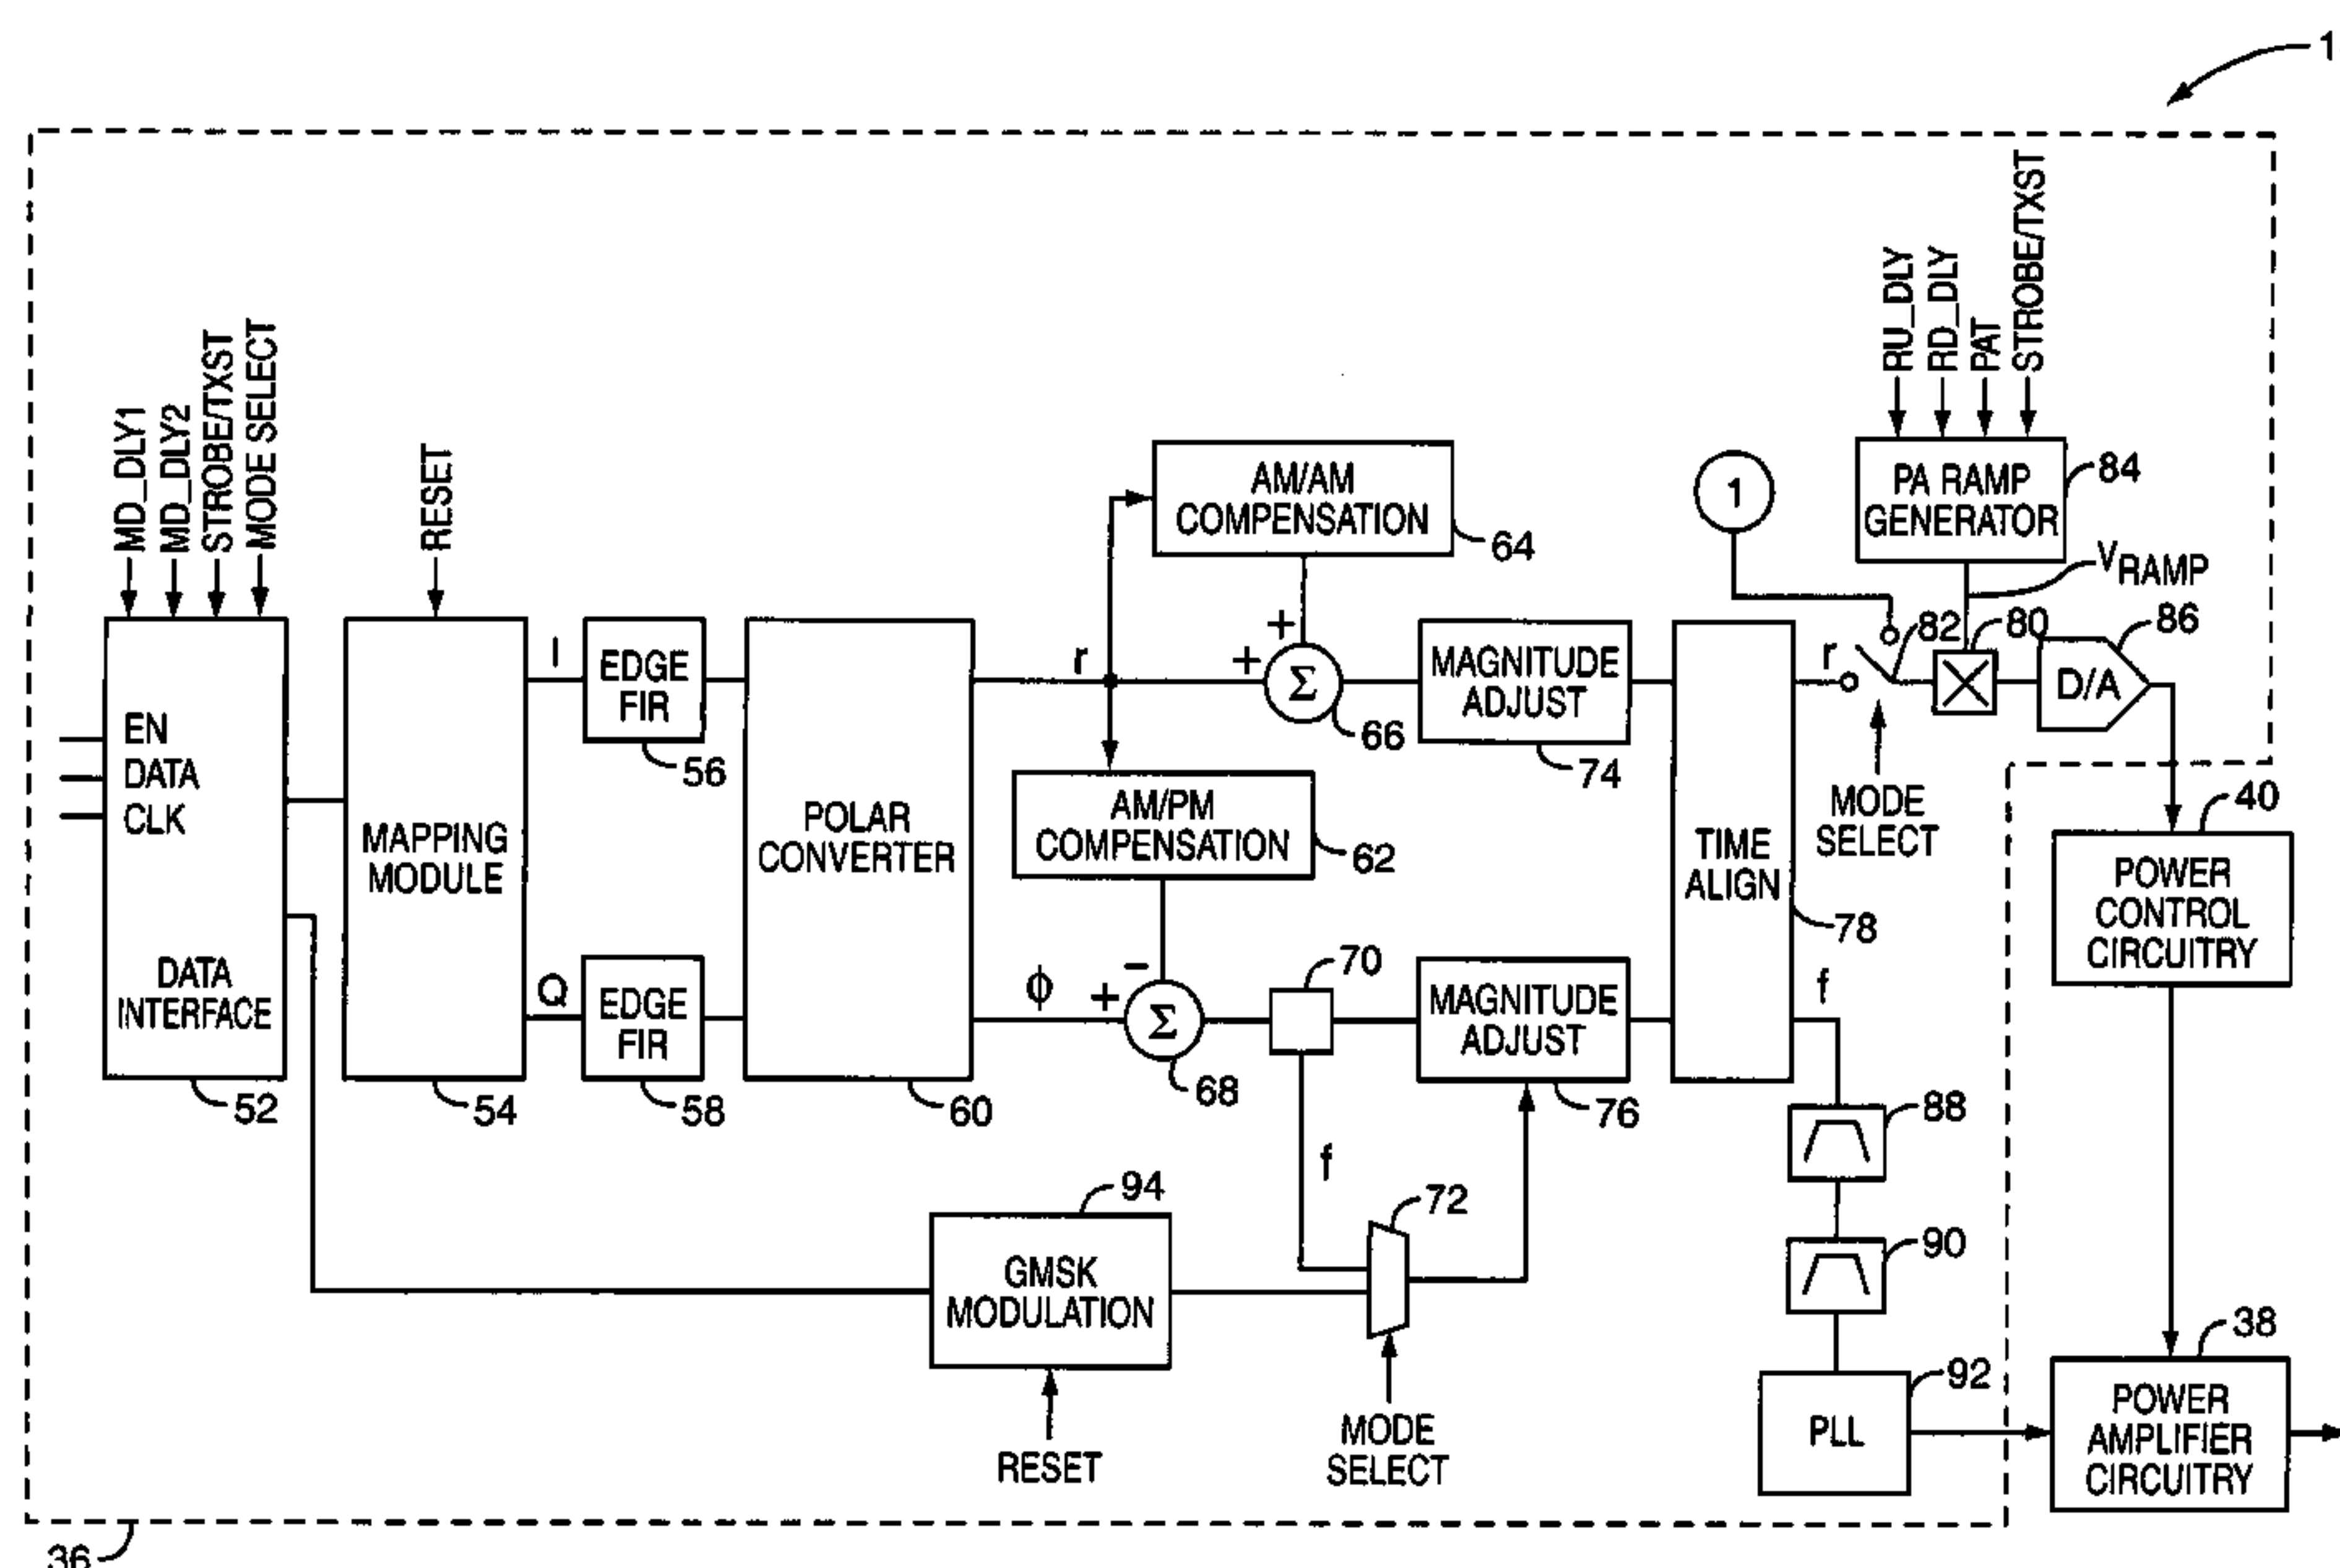 1
RU_DLY
RD_DLY
PAT
STROBE/TXST
MD_DLY1
MD_DLY2
STROBE/TXST
MODE SELECT
RESET
AM/AM
COMPENSATION
64
1
PA RAMP
GENERATOR
84
VRAMP
EN
DATA
CLK
DATA
INTERFACE
52
MAPPING
MODULE
54
I
EDGE
FIR
56
Q
EDGE
FIR
58
POLAR
CONVERTER
60
r
+
+
Σ
66
MAGNITUDE
ADJUST
74
AM/PM
COMPENSATION
62
ϕ
+
−
Σ
68
70
MAGNITUDE
ADJUST
76
TIME
ALIGN
78
r
82
80
D/A
86
MODE
SELECT
f
88
90
PLL
92
POWER
CONTROL
CIRCUITRY
40
POWER
AMPLIFIER
CIRCUITRY
38
GMSK
MODULATION
94
RESET
f
72
MODE
SELECT
36